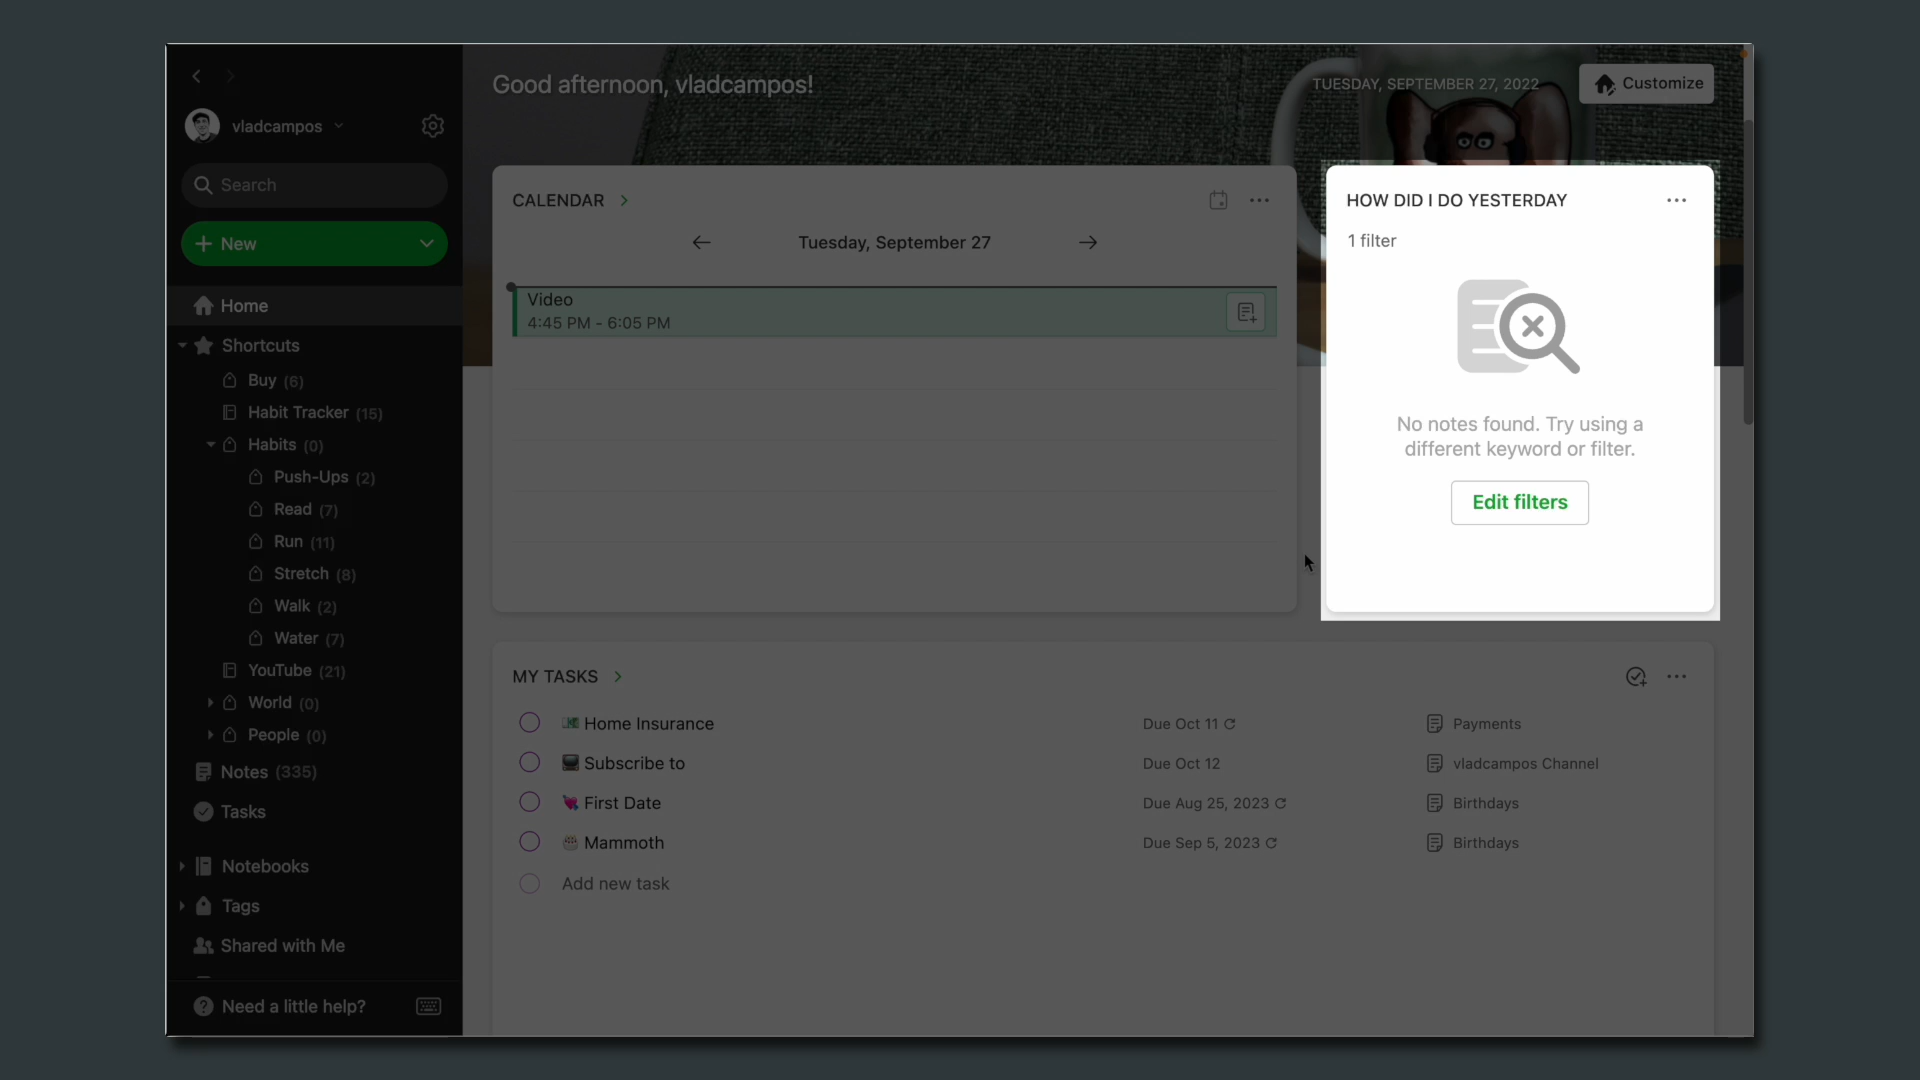 Good afternoon, vladcampos!
TUESDAY, SEPTEMBER 27, 2022
Customize
vladcampos
Search
New
Home
Shortcuts
Buy (6)
Habit Tracker (15)
Habits (0)
Push-Ups (2)
Read (7)
Run (11)
Stretch (8)
Walk (2)
Water (7)
YouTube (21)
World (0)
People (0)
Notes (335)
Tasks
Notebooks
Tags
Shared with Me
Need a little help?
CALENDAR
Tuesday, September 27
Video
4:45 PM - 6:05 PM
HOW DID I DO YESTERDAY
1 filter
No notes found. Try using a
different keyword or filter.
Edit filters
MY TASKS
Home Insurance Due Oct 11 Payments
Subscribe to Due Oct 12 vladcampos Channel
First Date Due Aug 25, 2023 Birthdays
Mammoth Due Sep 5, 2023 Birthdays
Add new task